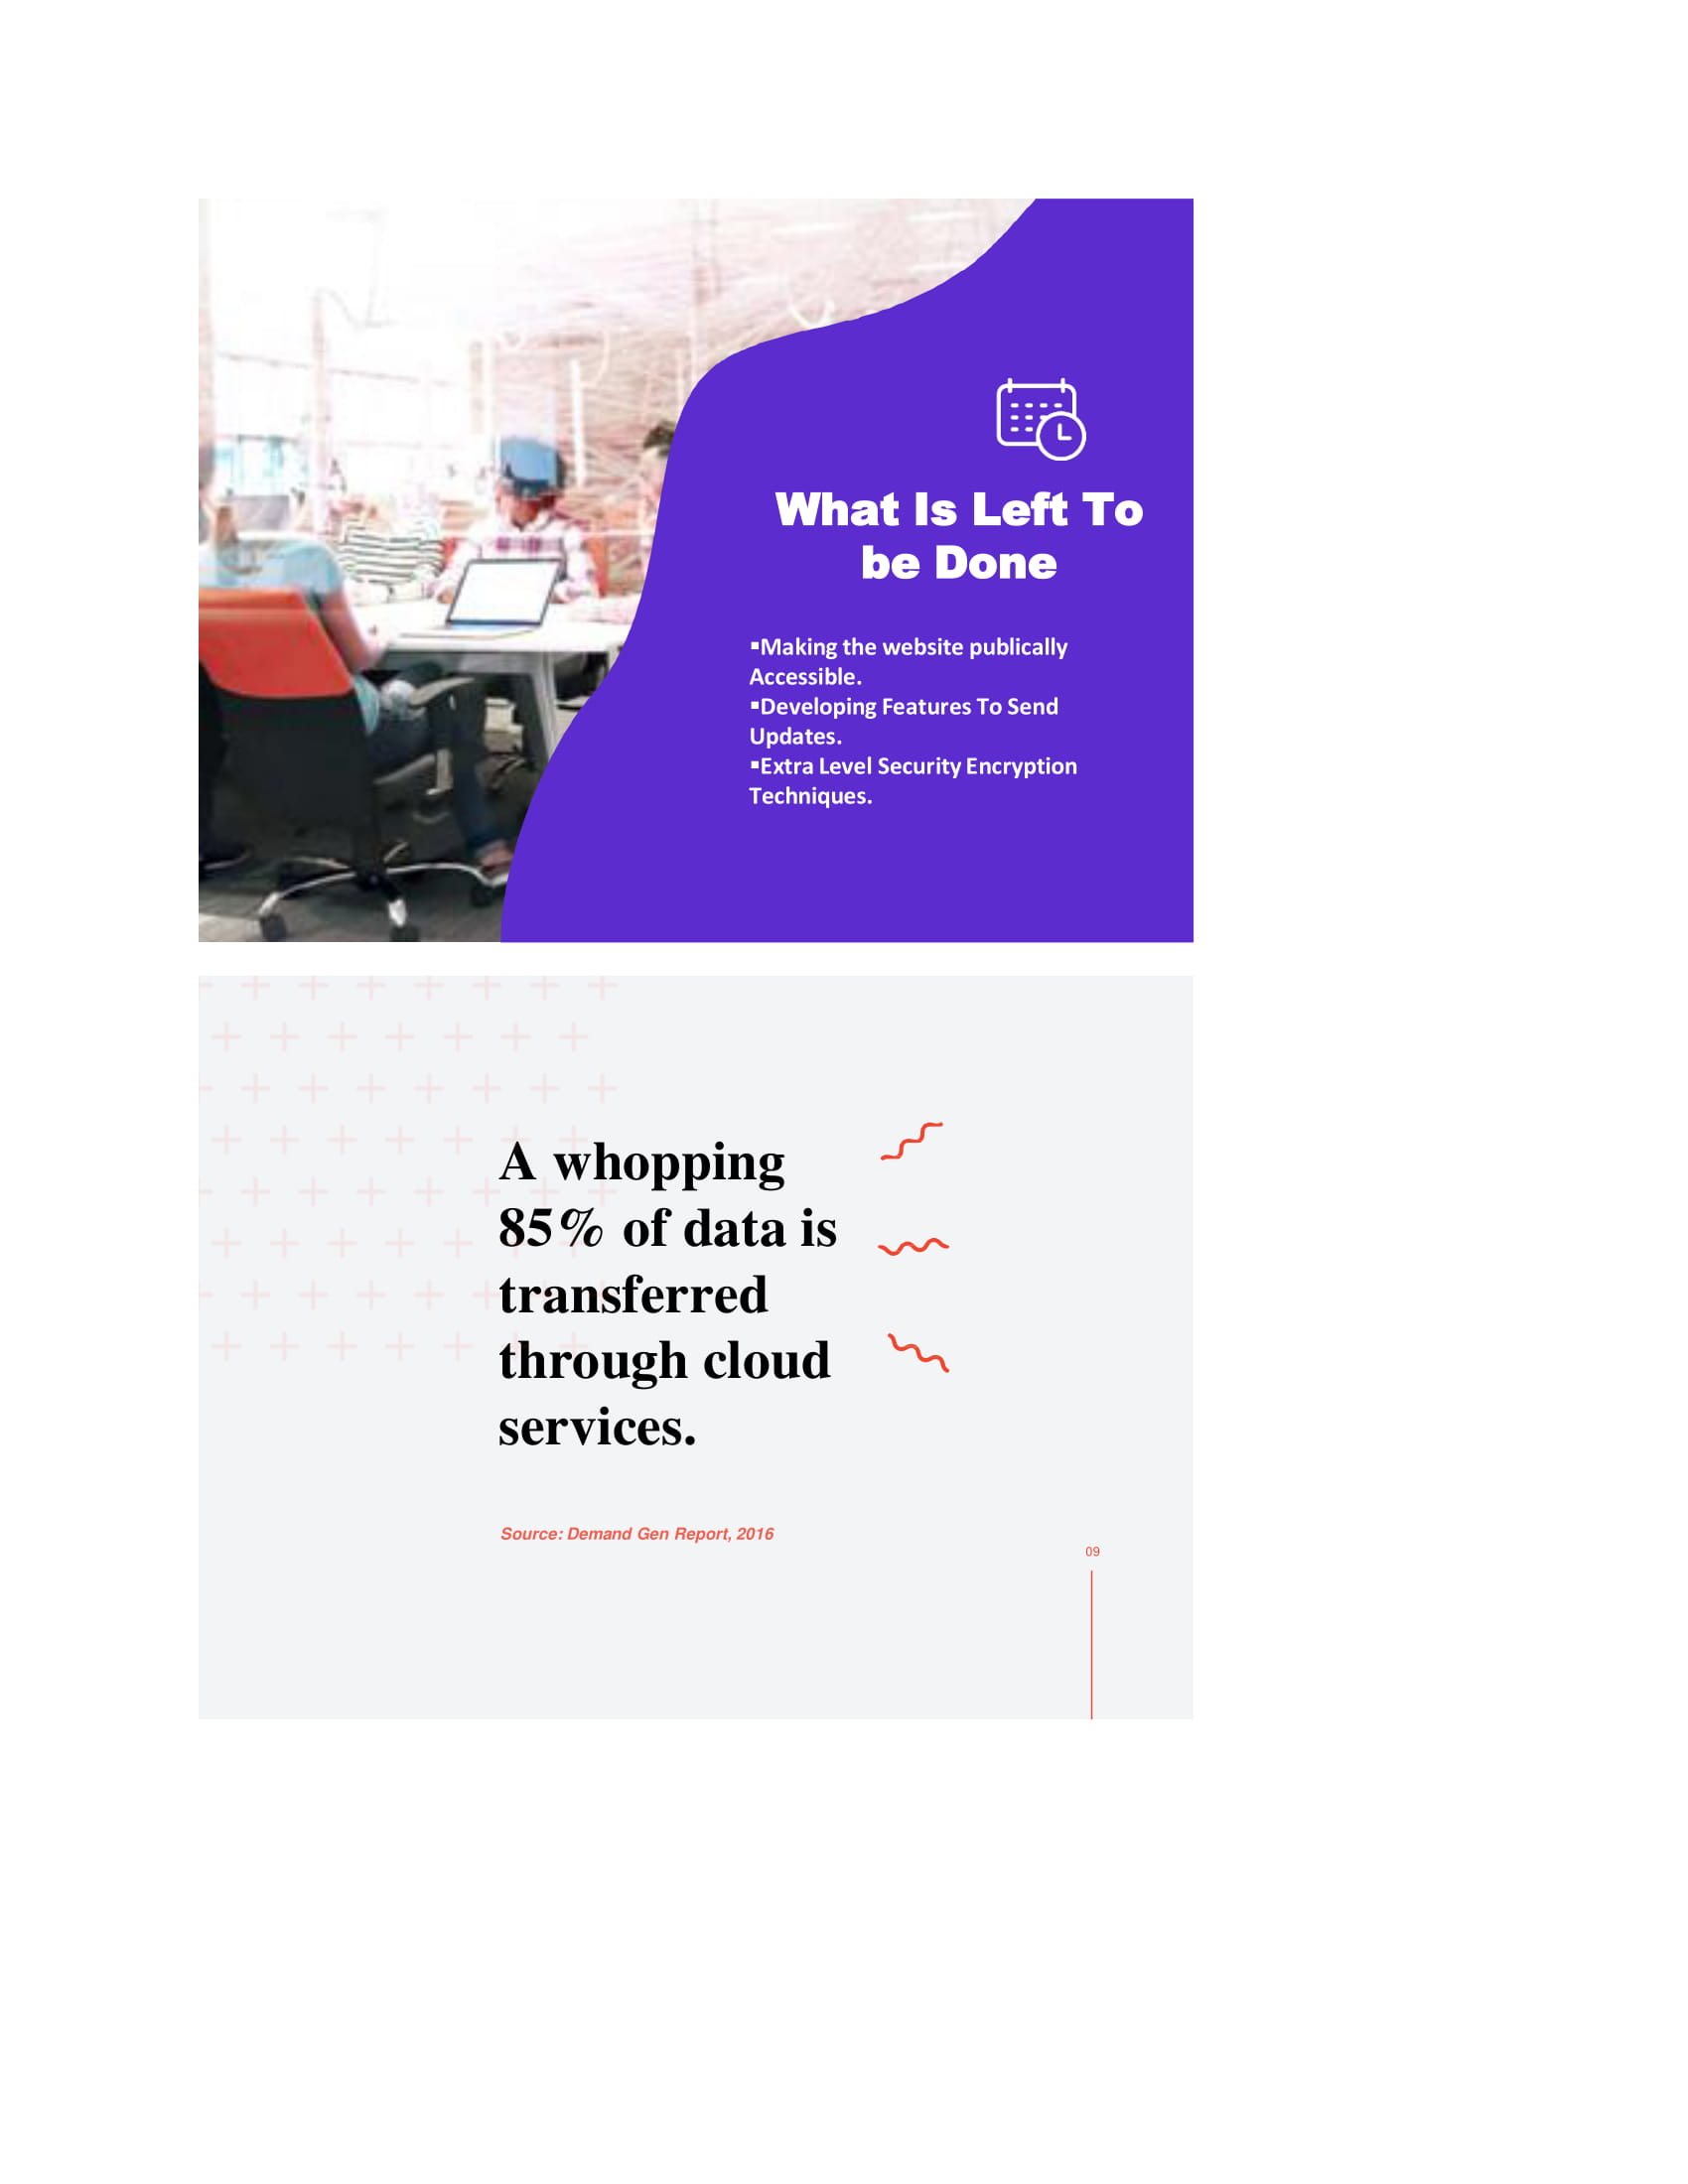 What Is Left To
be Done
▪Making the website publically
Accessible.
▪Developing Features To Send
Updates.
▪Extra Level Security Encryption
Techniques.
A whopping
85% of data is
transferred
through cloud
services.
Source: Demand Gen Report, 2016
09